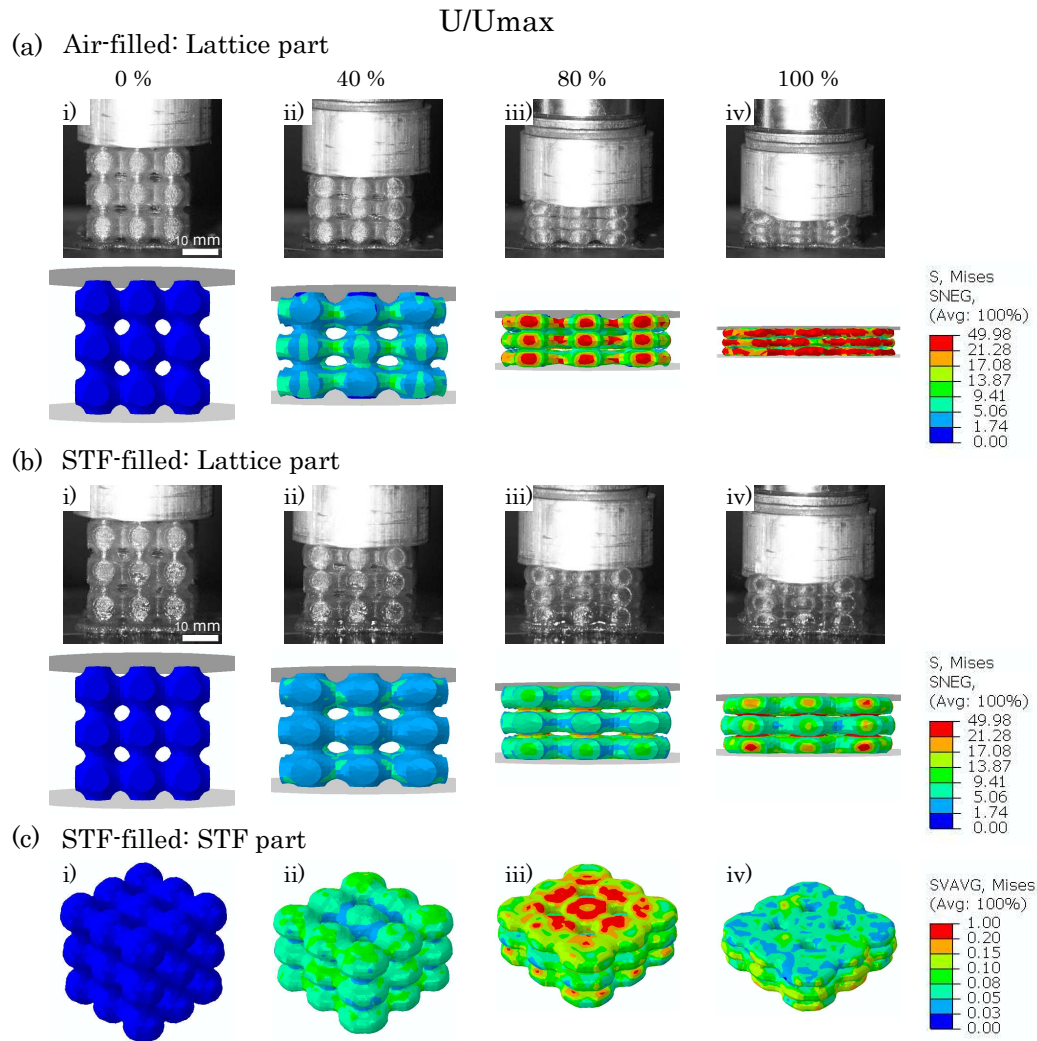 U/Umax
(a) Air-filled: Lattice part
0 % 40 % 80 % 100 %
i) ii) iii) iv)
10 mm
S, Mises
SNEG,
(Avg: 100%)
49.98
21.28
17.08
13.87
9.41
5.06
1.74
0.00
(b) STF-filled: Lattice part
i) ii) iii) iv)
10 mm
S, Mises
SNEG,
(Avg: 100%)
49.98
21.28
17.08
13.87
9.41
5.06
1.74
0.00
(c) STF-filled: STF part
i) ii) iii) iv)
SVAVG, Mises
(Avg: 100%)
1.00
0.20
0.15
0.10
0.08
0.05
0.03
0.00